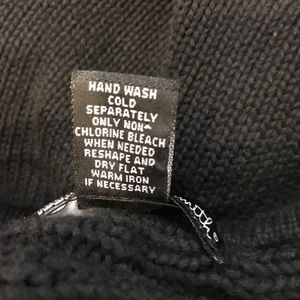 HAND WASH
COLD
SEPARATELY
ONLY NON-
CHLORINE BLEACH
WHEN NEEDED
RESHAPE AND
DRY FLAT
WARM IRON
IF NECESSARY